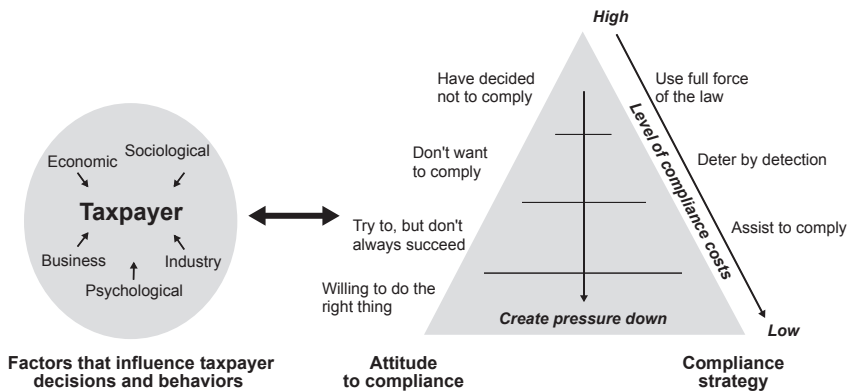 High
Have decided
not to comply
Use full force
of the law
Sociological
Economic
Don't want
to comply
Level of compliance costs
Deter by detection
Taxpayer
Try to, but don't
always succeed
Assist to comply
Business
Industry
Psychological
Willing to do the
right thing
Create pressure down
Low
Factors that influence taxpayer
decisions and behaviors
Attitude
to compliance
Compliance
strategy